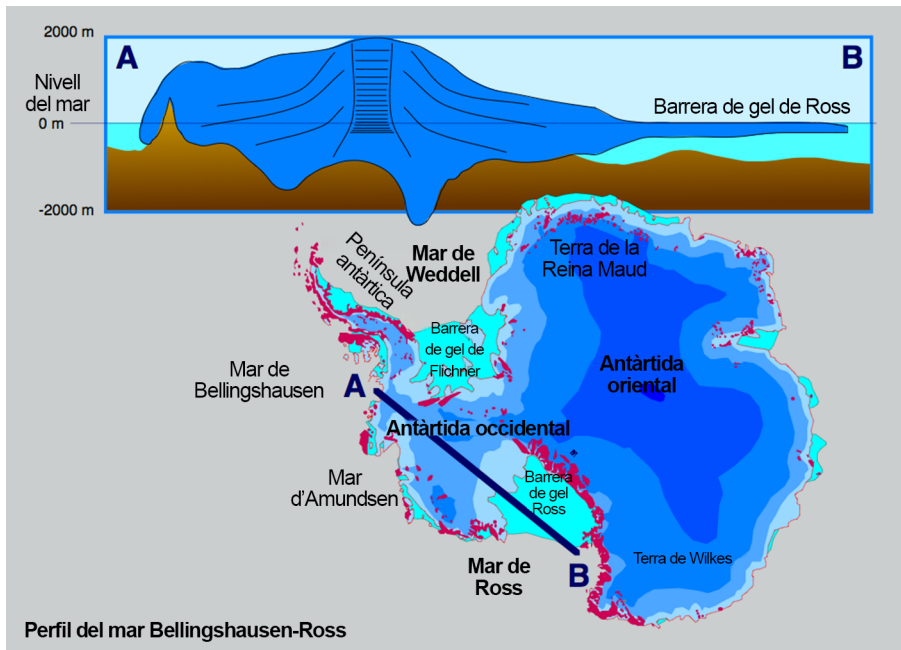 2000 m
A
B
Nivell
del mar
0 m
Barrera de gel de Ross
-2000 m
Península
antàrtica
Mar de
Weddell
Terra de la
Reina Maud
Barrera
de gel de
Flichner
Mar de
Bellingshausen
A
Antàrtida
oriental
Antàrtida occidental
Mar
d'Amundsen
Barrera
de gel
Ross
Mar de
Ross
B
Terra de Wilkes
Perfil del mar Bellingshausen-Ross